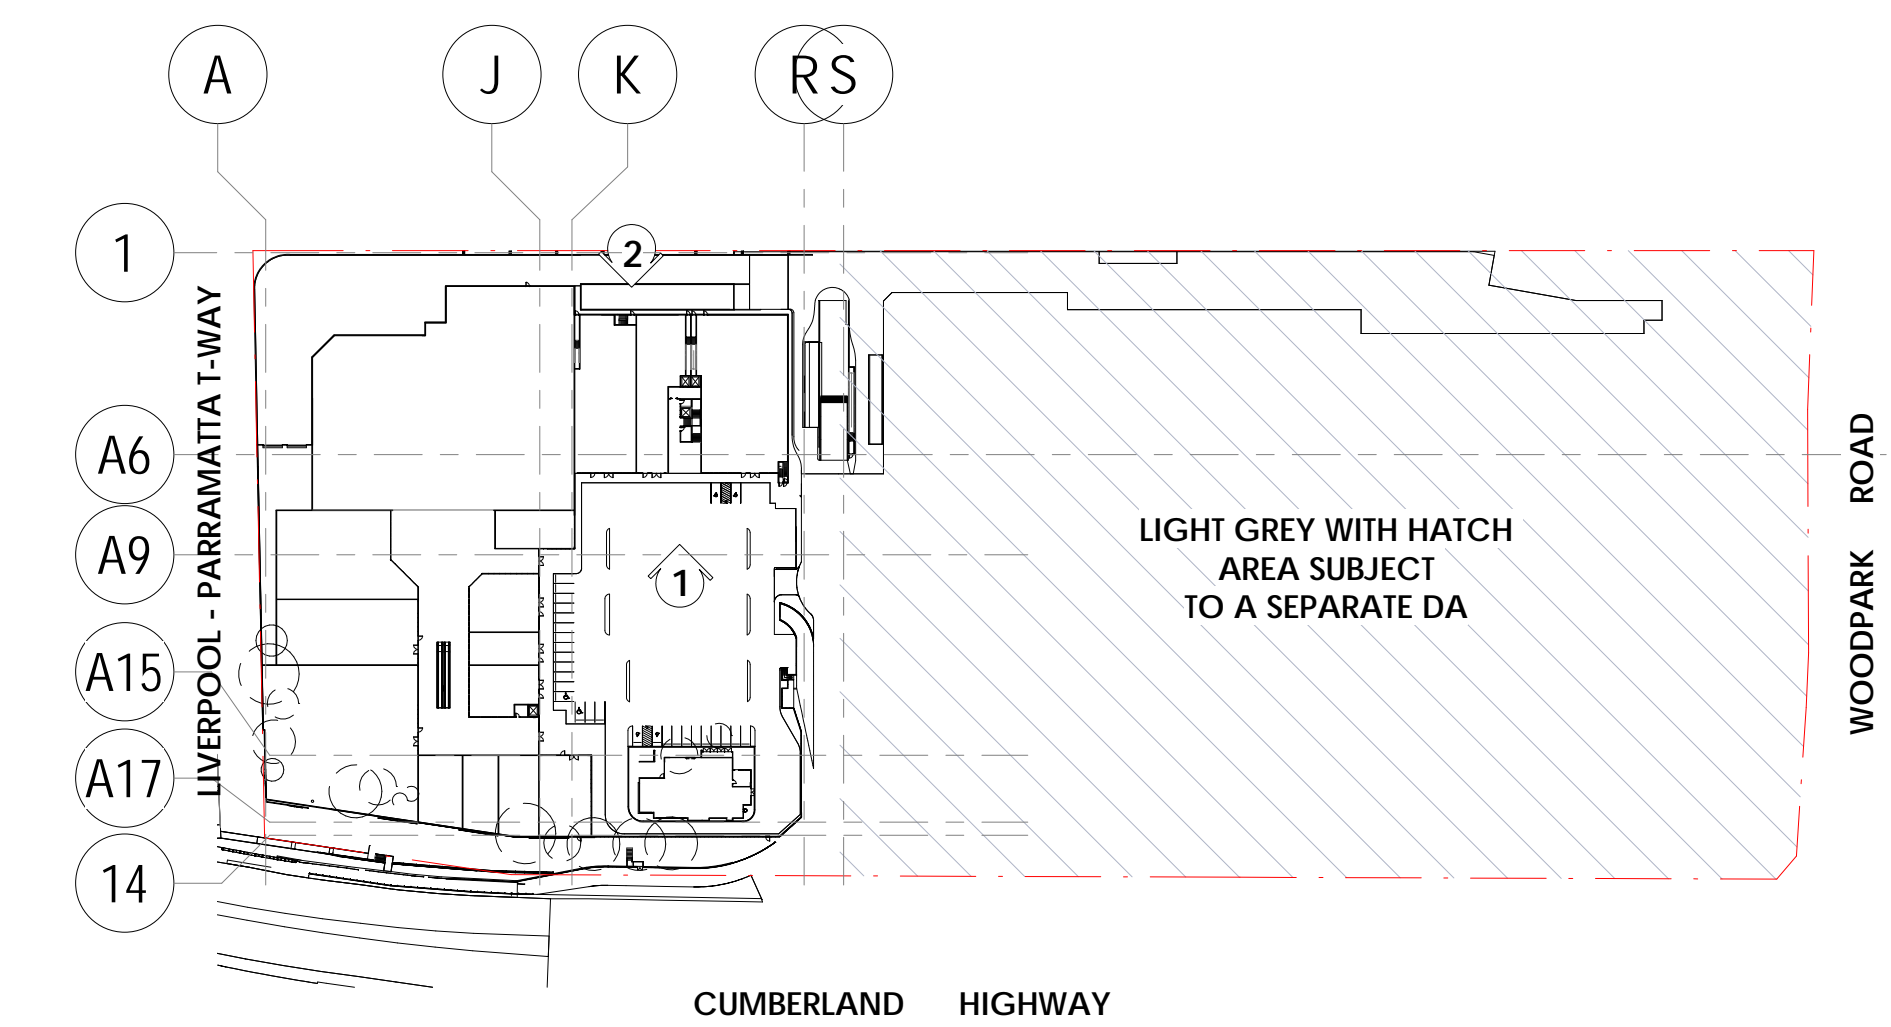 A
J
K
R
S
1
2
A6
A9
A15
A17
14
1
LIVERPOOL - PARRAMATTA T-WAY
LIGHT GREY WITH HATCH
AREA SUBJECT
TO A SEPARATE DA
WOODPARK ROAD
CUMBERLAND HIGHWAY